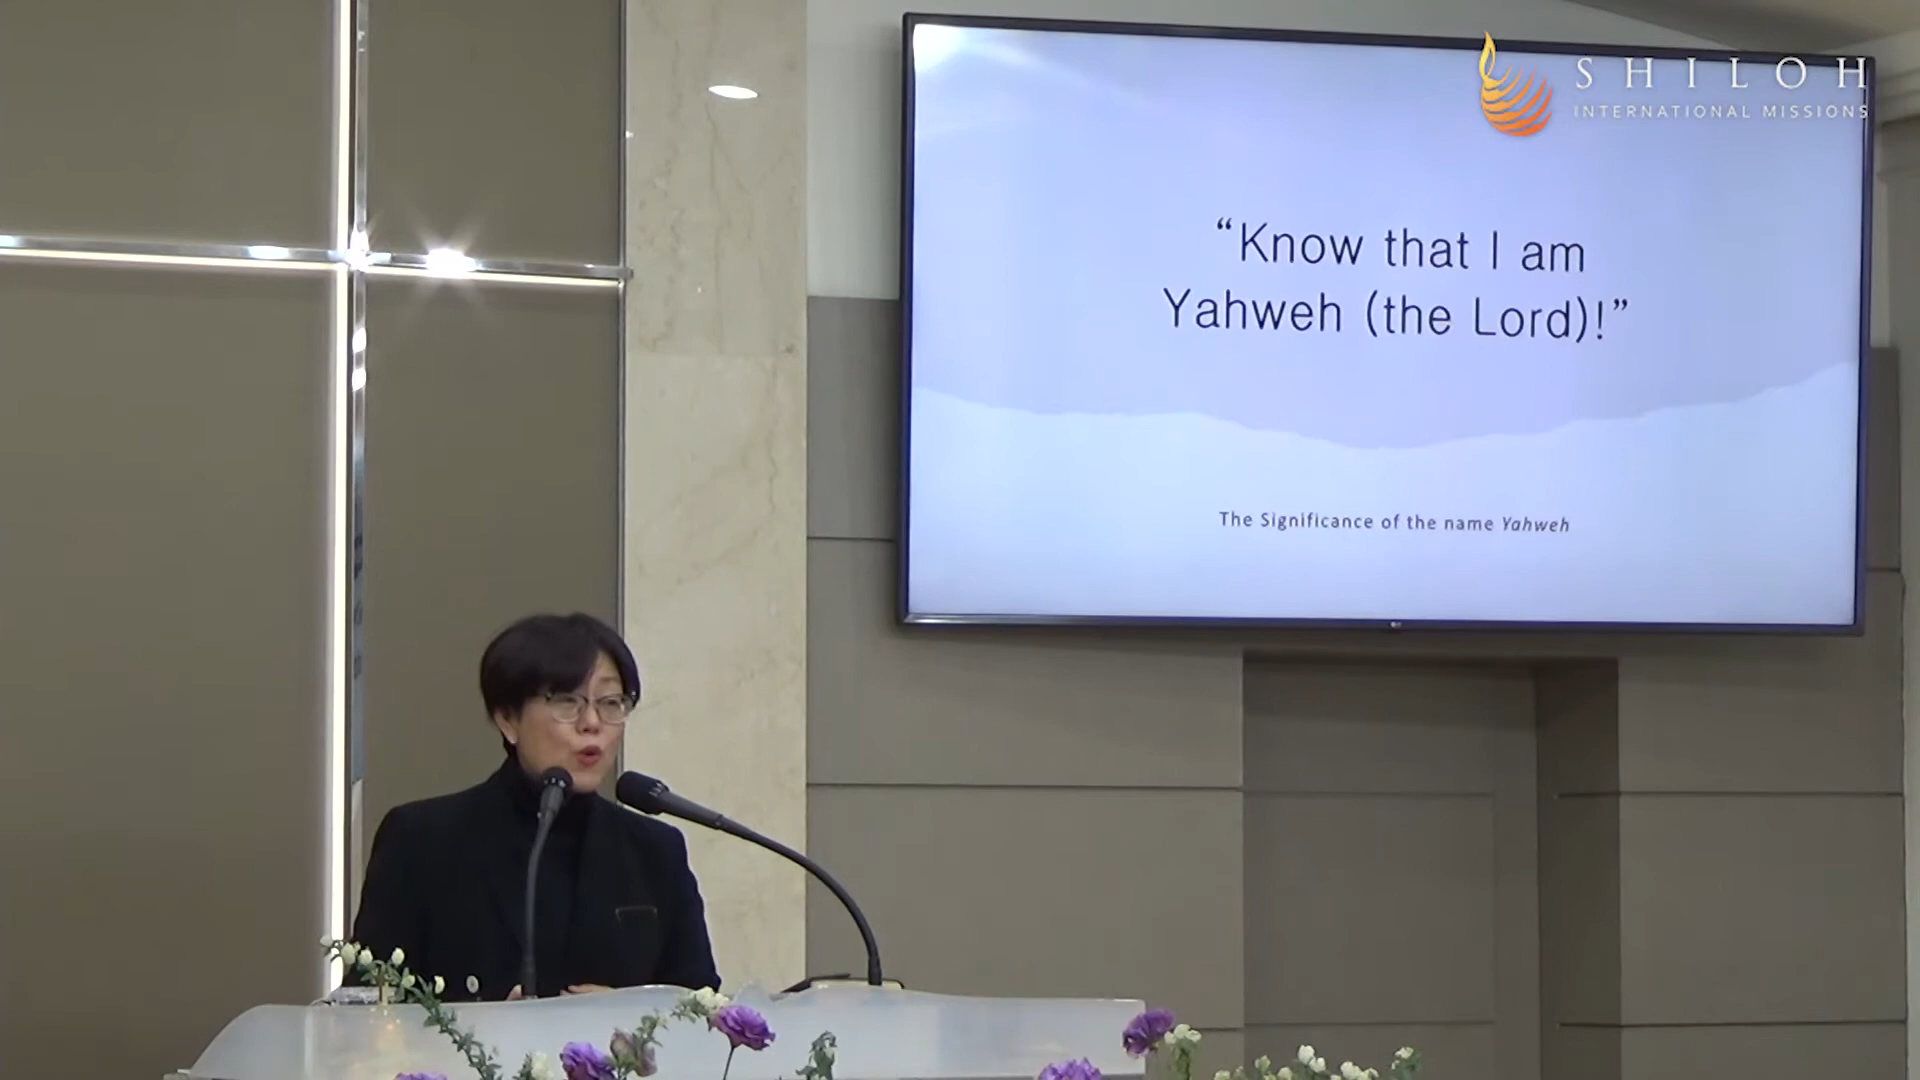 SHILOH
INTERNATIONAL MISSIONS
“Know that I am
Yahweh (the Lord)!”
The Significance of the name Yahweh